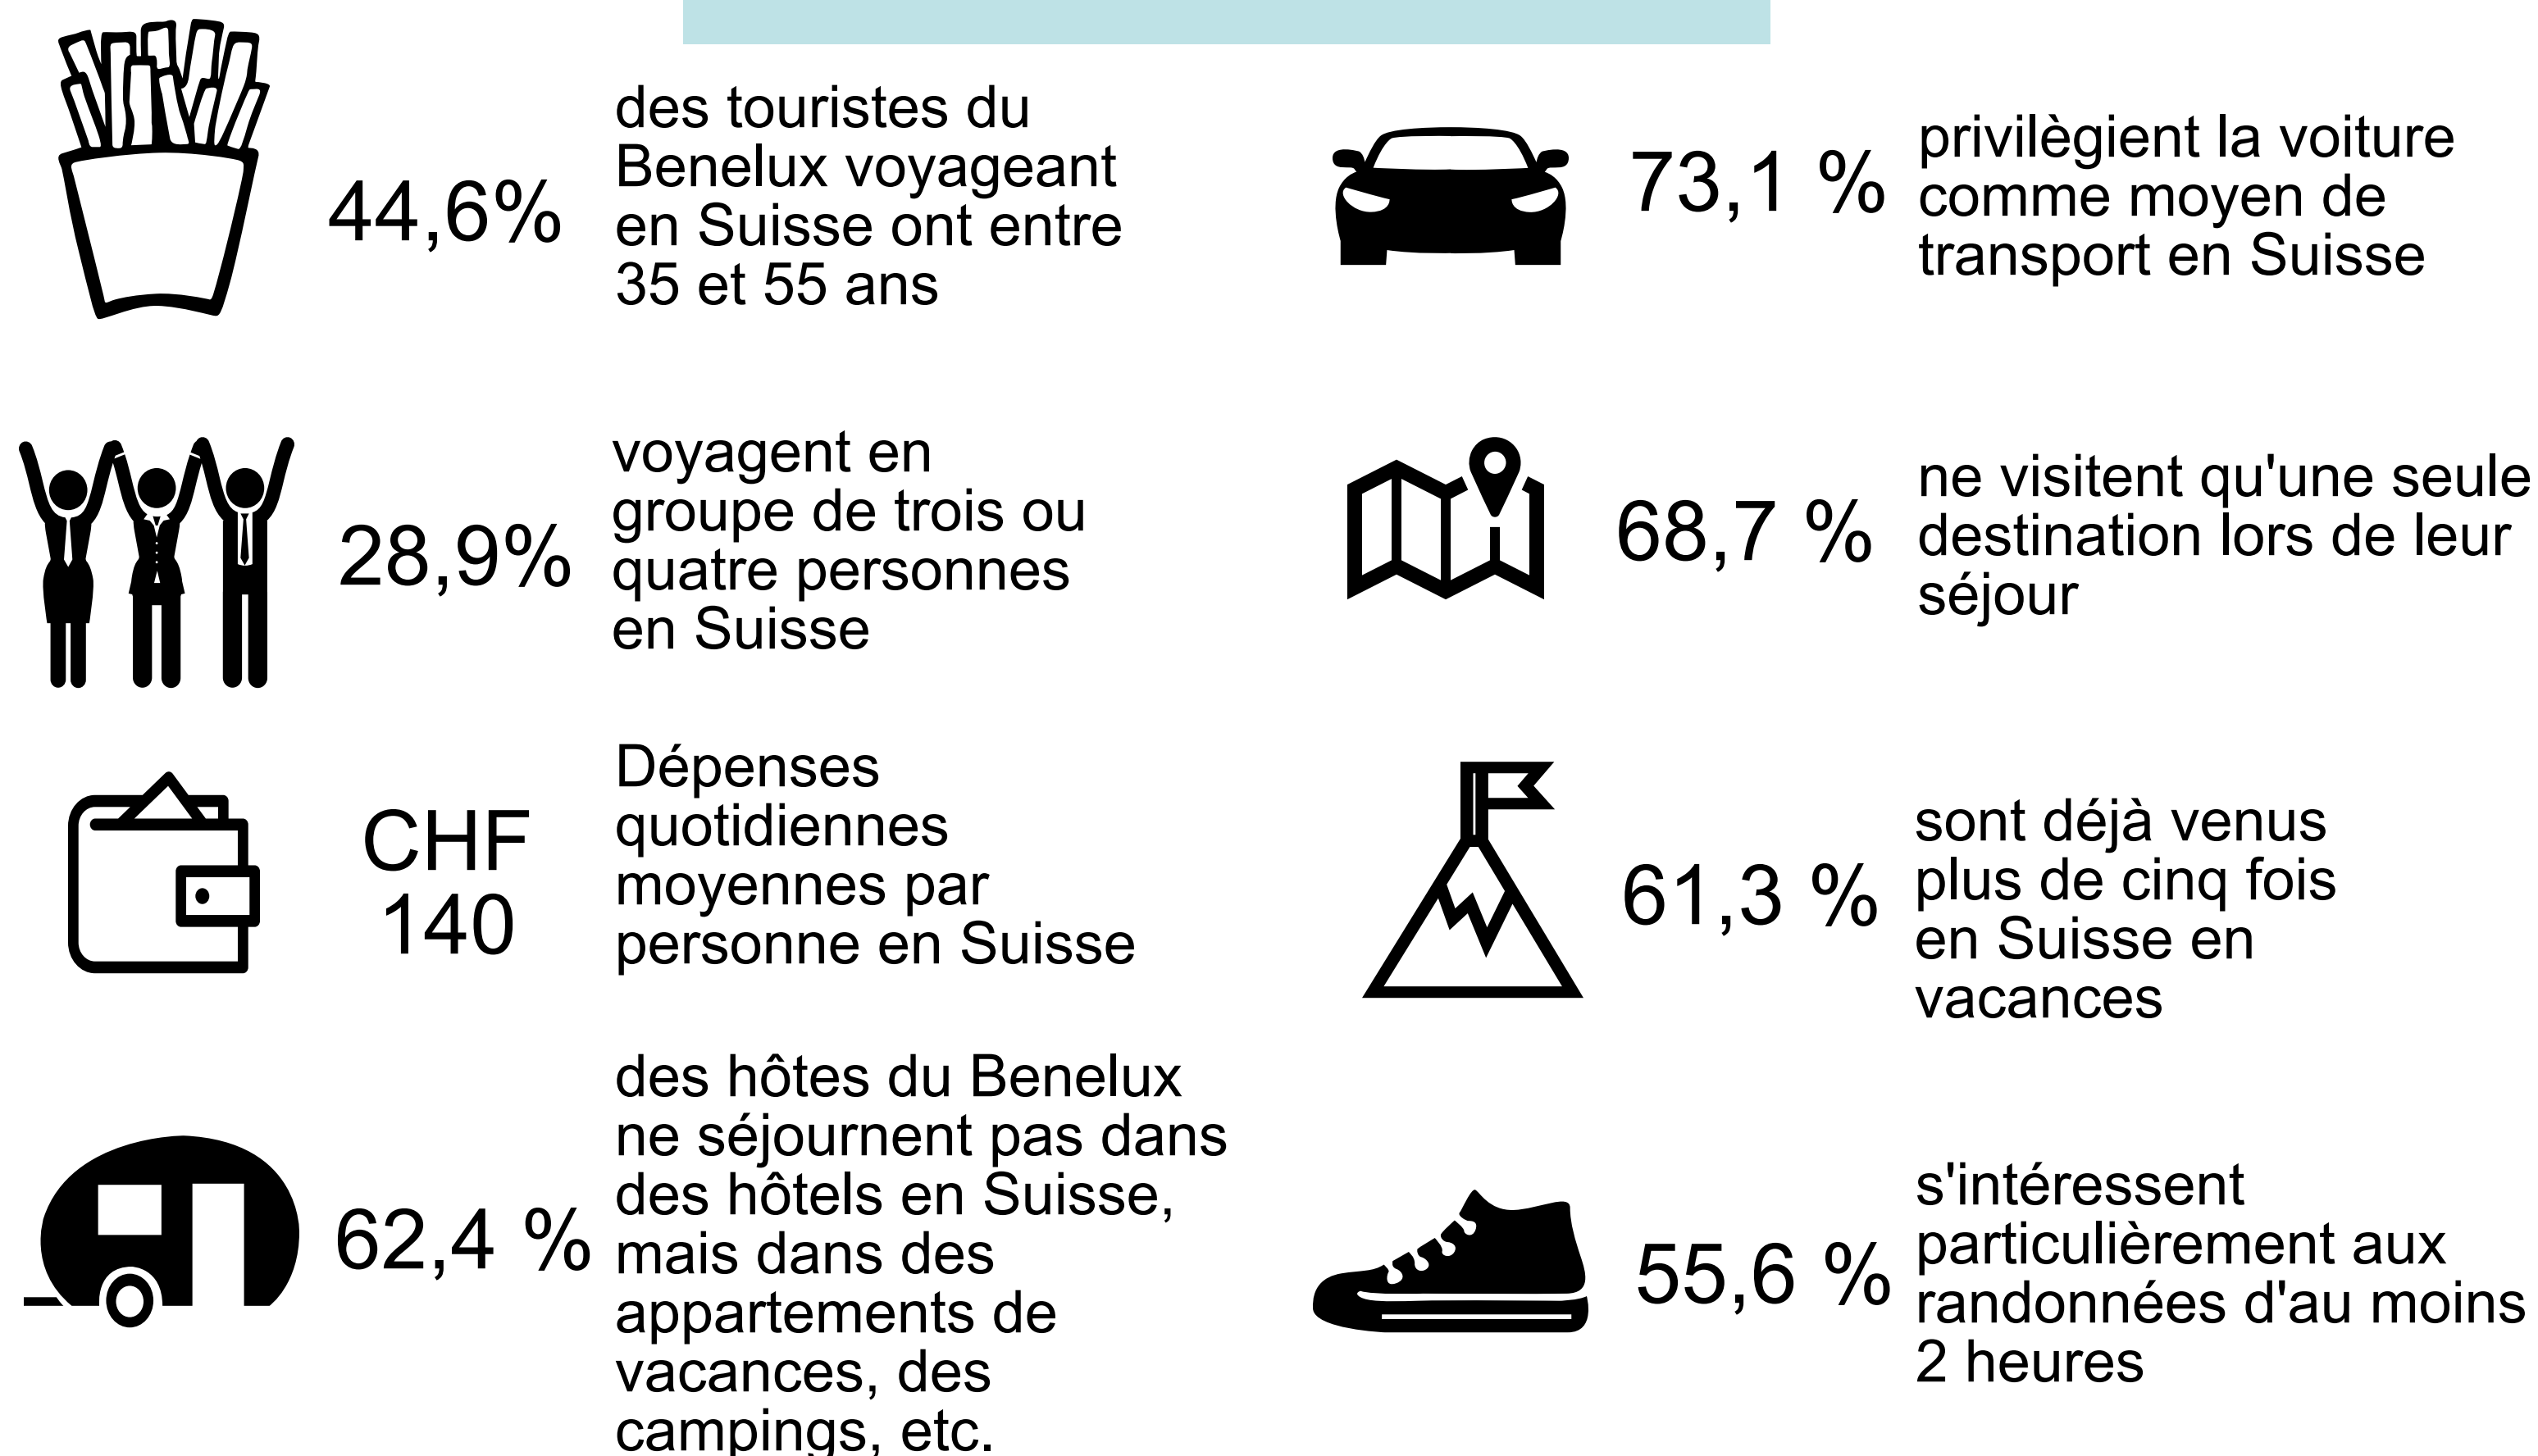 44,6%
des touristes du
Benelux voyageant
en Suisse ont entre
35 et 55 ans
73,1 %
privilègient la voiture
comme moyen de
transport en Suisse
28,9%
voyagent en
groupe de trois ou
quatre personnes
en Suisse
68,7 %
ne visitent qu'une seule
destination lors de leur
séjour
CHF
140
Dépenses
quotidiennes
moyennes par
personne en Suisse
61,3 %
sont déjà venus
plus de cinq fois
en Suisse en
vacances
62,4 %
des hôtes du Benelux
ne séjournent pas dans
des hôtels en Suisse,
mais dans des
appartements de
vacances, des
campings, etc.
55,6 %
s'intéressent
particulièrement aux
randonnées d'au moins
2 heures